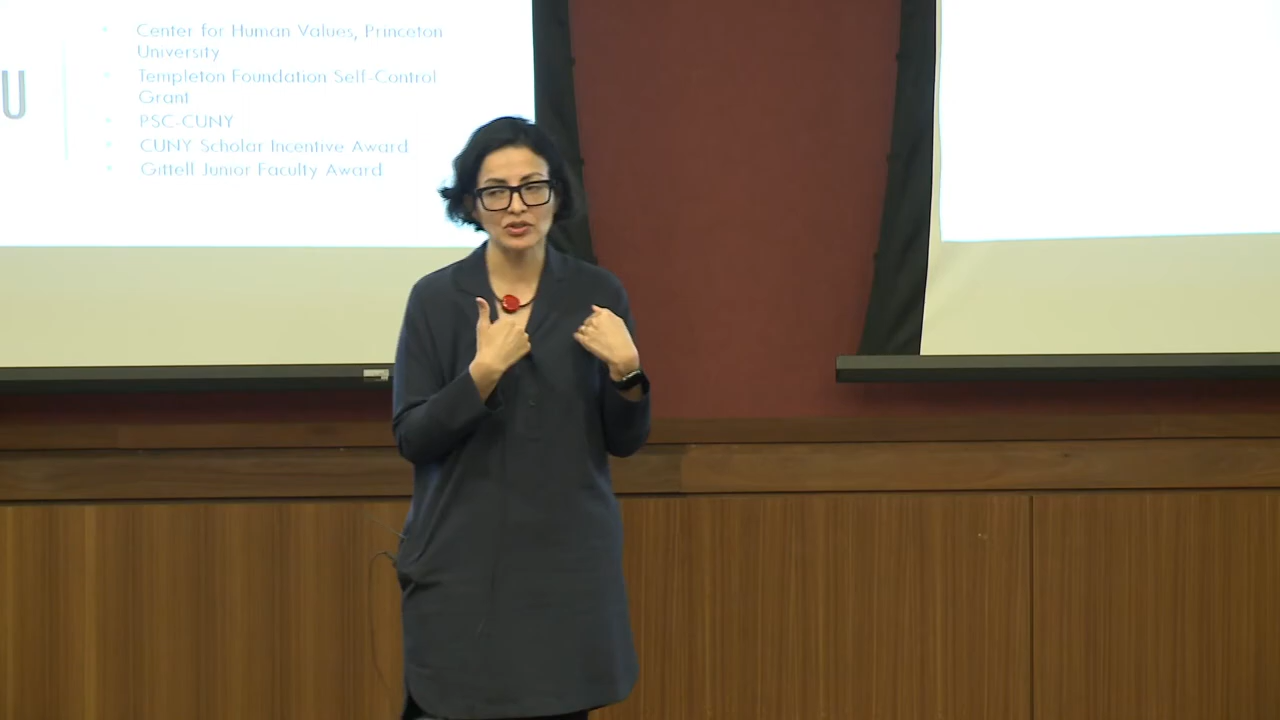 Center for Human Values, Princeton
University
Templeton Foundation Self-Control
Grant
U
PSC-CUNY
CUNY Scholar Incentive Award
Gittell Junior Faculty Award